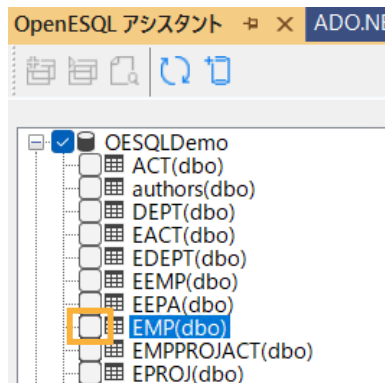 OpenESQL アシスタント
ADO.NE
OESQLDemo
ACT(dbo)
authors(dbo)
DEPT(dbo)
EACT(dbo)
EDEPT(dbo)
EEMP(dbo)
EEPA(dbo)
EMP(dbo)
EMPPROJACT(dbo)
EPROJ(dbo)